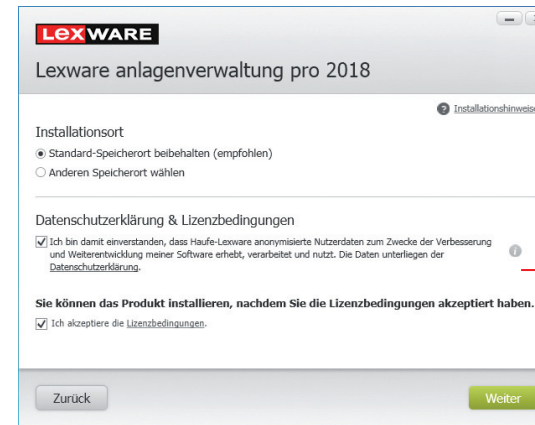 LEXWARE
Lexware anlagenverwaltung pro 2018
Installationshinweise
Installationsort
Standard-Speicherort beibehalten (empfohlen)
Anderen Speicherort wählen
Datenschutzerklärung & Lizenzbedingungen
Ich bin damit einverstanden, dass Haufe-Lexware anonymisierte Nutzerdaten zum Zwecke der Verbesserung
und Weiterentwicklung meiner Software erhebt, verarbeitet und nutzt. Die Daten unterliegen der
Datenschutzerklärung.
Sie können das Produkt installieren, nachdem Sie die Lizenzbedingungen akzeptiert haben.
Ich akzeptiere die Lizenzbedingungen.
Zurück
Weiter